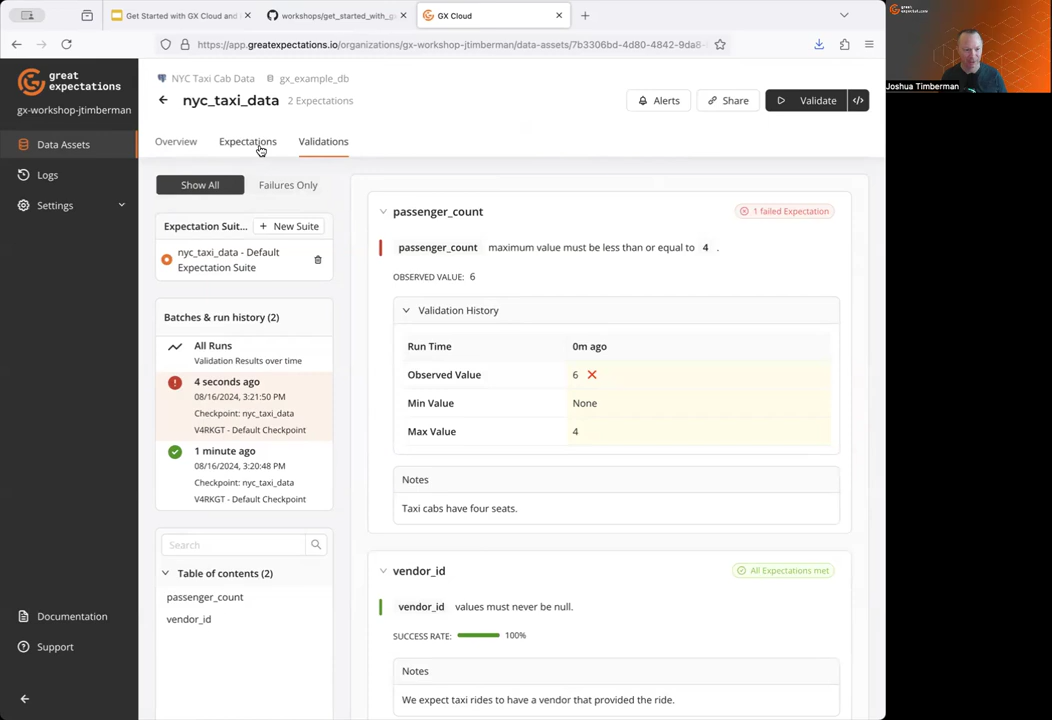 Get Started with GX Cloud and
workshops/get_started_with_gx
GX Cloud
https://app.greatexpectations.io/organizations/gx-workshop-jtimberman/data-assets/7b3306bd-4d80-4842-9da8-
great expectations
Joshua Timberman
great
expectations
gx-workshop-jtimberman
Data Assets
Logs
Settings
Documentation
Support
NYC Taxi Cab Data
gx_example_db
nyc_taxi_data
2 Expectations
Alerts
Share
Validate
Overview
Expectations
Validations
Show All
Failures Only
Expectation Suit...
New Suite
nyc_taxi_data - Default
Expectation Suite
Batches & run history (2)
All Runs
Validation Results over time
4 seconds ago
08/16/2024, 3:21:50 PM
Checkpoint: nyc_taxi_data
V4RKGT - Default Checkpoint
1 minute ago
08/16/2024, 3:20:48 PM
Checkpoint: nyc_taxi_data
V4RKGT - Default Checkpoint
Search
Table of contents (2)
passenger_count
vendor_id
passenger_count
1 failed Expectation
passenger_count maximum value must be less than or equal to 4 .
OBSERVED VALUE: 6
Validation History
Run Time 0m ago
Observed Value 6
Min Value None
Max Value 4
Notes
Taxi cabs have four seats.
vendor_id
All Expectations met
vendor_id values must never be null.
SUCCESS RATE: 100%
Notes
We expect taxi rides to have a vendor that provided the ride.